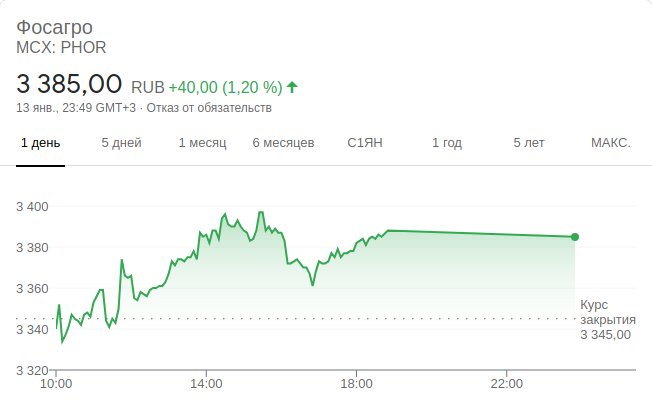 Фосагро
MCX: PHOR
3 385,00 RUB +40,00 (1,20 %)
13 янв., 23:49 GMT+3 · Отказ от обязательств
1 день 5 дней 1 месяц 6 месяцев С1ЯН 1 год 5 лет МАКС.
3 400
3 380
3 360
3 340
3 320
Курс
закрытия
3 345,00
10:00 14:00 18:00 22:00